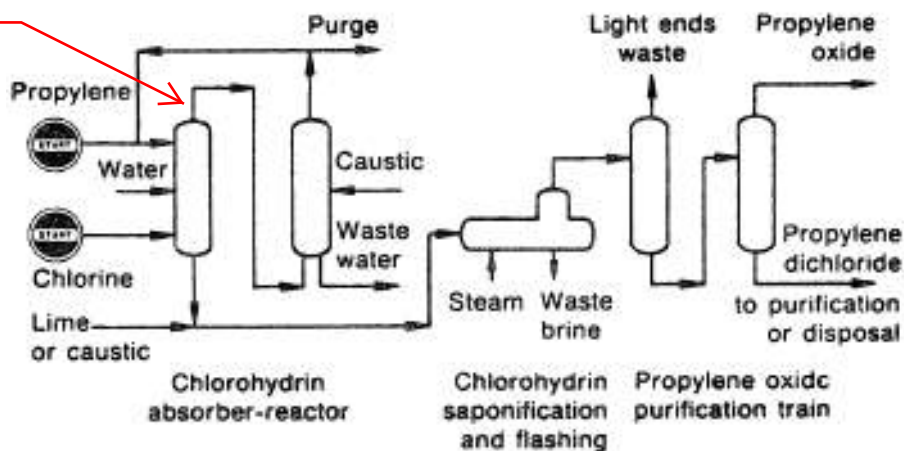 Purge
Light ends
waste
Propylene
oxide
Propylene
START
Water
Caustic
START
Chlorine
Waste
water
Propylene
dichloride
to purification
or disposal
Steam
Waste
brine
Lime
or caustic
Chlorohydrin
absorber-reactor
Chlorohydrin
saponification
and flashing
Propylene oxide
purification train